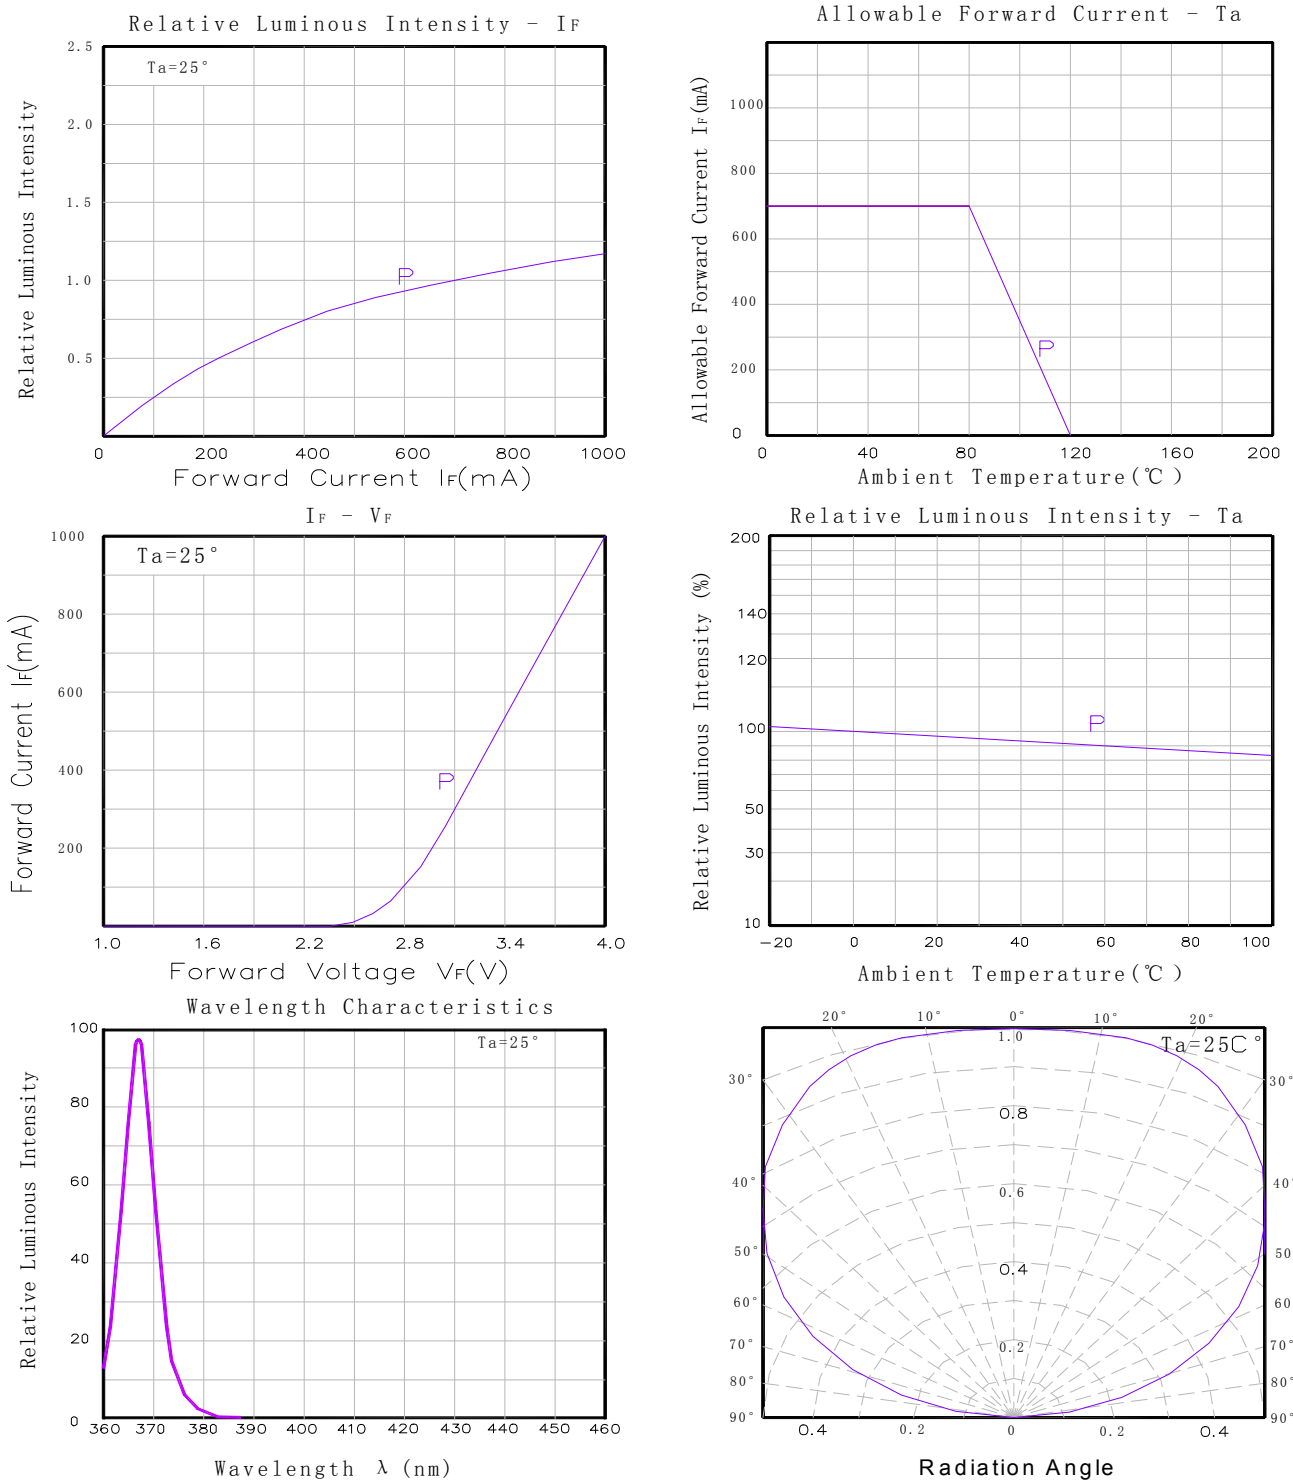 Relative Luminous Intensity - IF
2.5
Ta=25°
2.0
1.5
1.0
0.5
P
Relative Luminous Intensity
0 200 400 600 800 1000
Forward Current IF(mA)
Allowable Forward Current - Ta
1000
800
600
400
200
0
P
Allowable Forward Current IF(mA)
0 40 80 120 160 200
Ambient Temperature(℃)
IF - VF
1000
Ta=25°
800
600
400
200
P
Forward Current IF(mA)
1.0 1.6 2.2 2.8 3.4 4.0
Forward Voltage VF(V)
Relative Luminous Intensity - Ta
200
140
120
100
50
30
10
P
Relative Luminous Intensity (%)
-20 0 20 40 60 80 100
Ambient Temperature(℃)
Wavelength Characteristics
100
Ta=25°
80
60
40
20
0
Relative Luminous Intensity
360 370 380 390 400 410 420 430 440 450 460
Wavelength λ (nm)
20° 10° 0° 10° 20°
1.0
Ta=25C°
30° 30°
0.8
40° 0.6 40°
50° 0.4 50°
60° 60
70° 0.2 70°
80° 80°
90° 90°
0.4 0.2 0 0.2 0.4
Radiation Angle